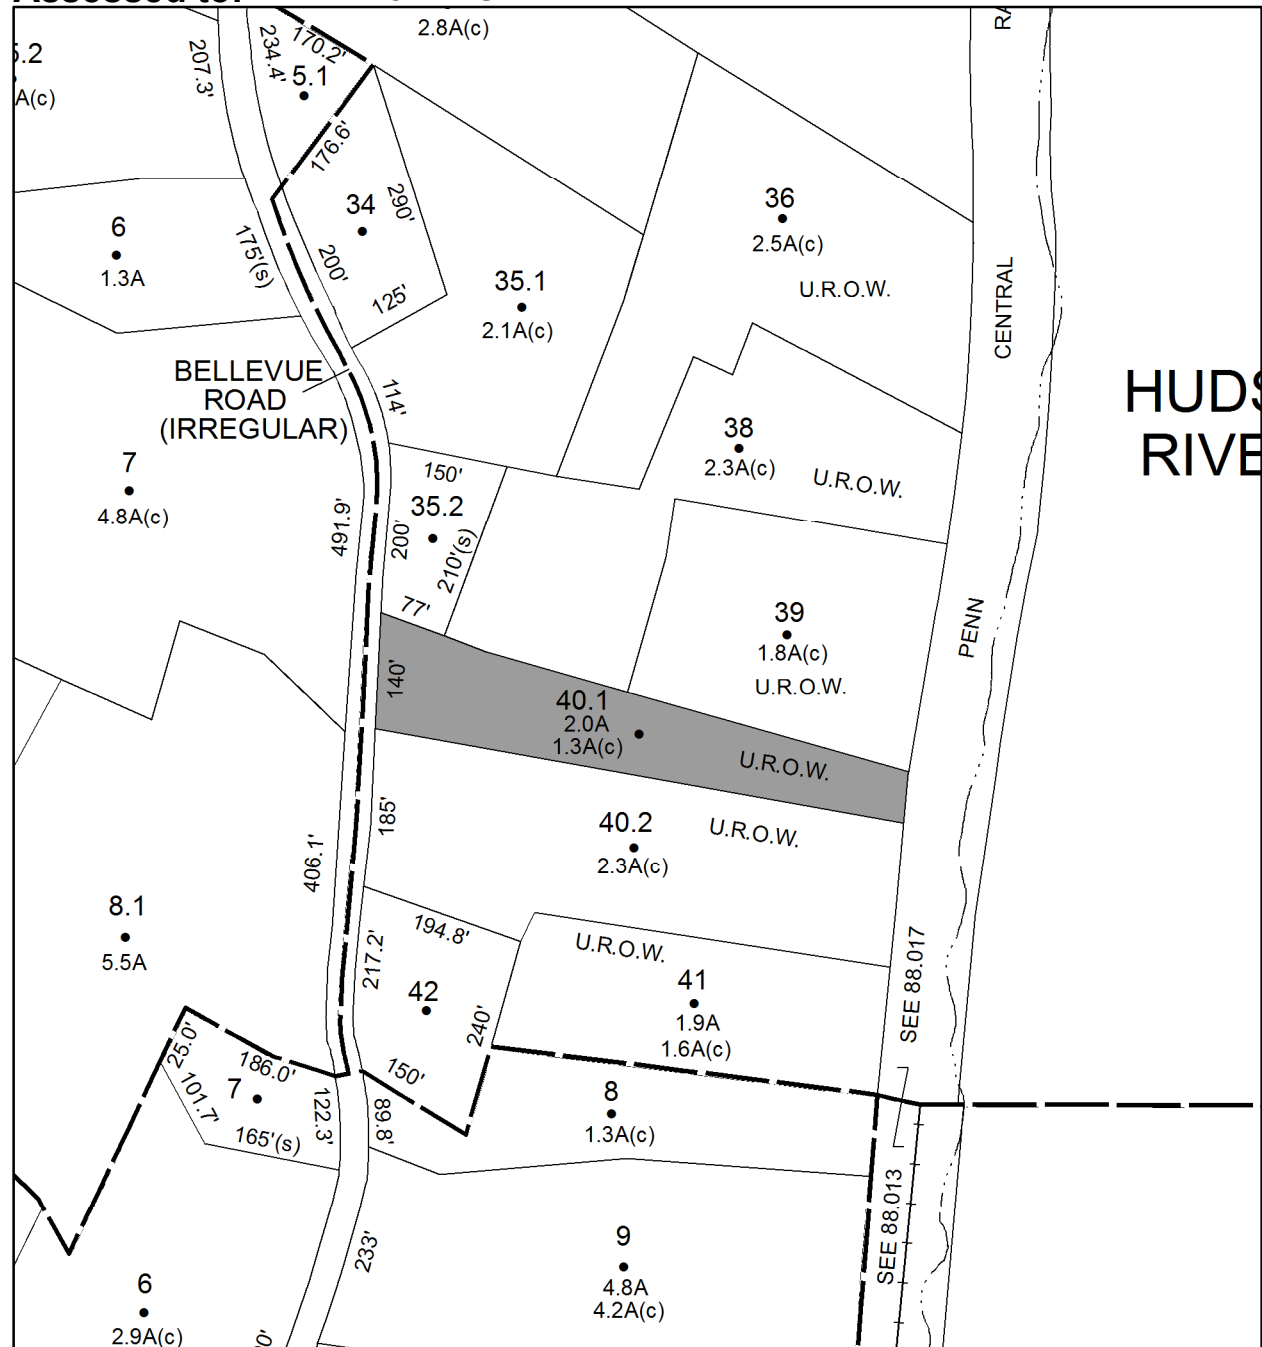 2.8A(c)
170.2'
234.4'
207.3'
5.1
A(c)
176.6'
34
290'
36
2.5A(c)
U.R.O.W.
6
1.3A
175'(s)
200'
125'
35.1
2.1A(c)
CENTRAL
BELLEVUE
ROAD
(IRREGULAR)
114'
38
2.3A(c)
U.R.O.W.
7
4.8A(c)
150'
35.2
491.9'
200'
210'(s)
77'
39
1.8A(c)
U.R.O.W.
PENN
140'
40.1
2.0A
1.3A(c)
U.R.O.W.
185'
40.2
2.3A(c)
U.R.O.W.
406.1'
8.1
5.5A
194.8'
217.2'
42
240'
U.R.O.W.
41
1.9A
1.6A(c)
SEE 88.017
25.0'
186.0'
7
101.7'
165'(s)
122.3'
150'
89.8'
8
1.3A(c)
SEE 88.013
233'
9
4.8A
4.2A(c)
6
2.9A(c)